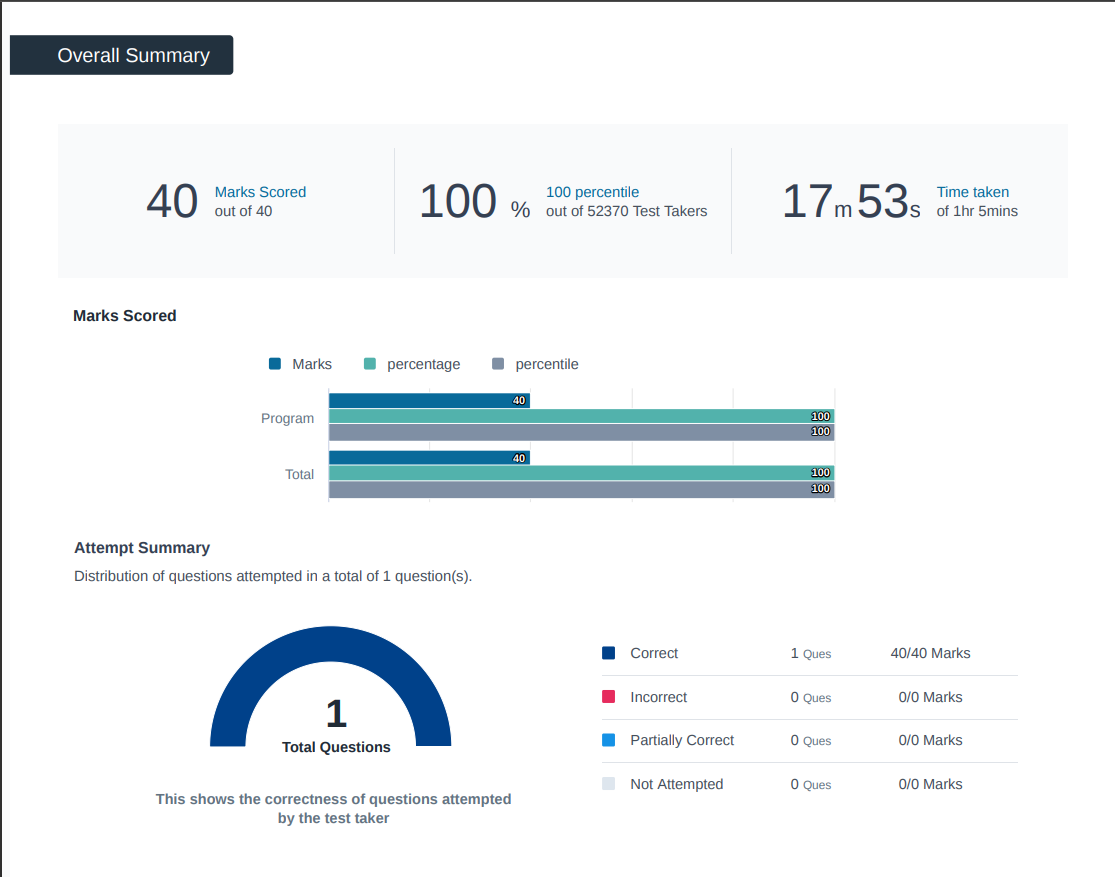 Overall Summary
40 Marks Scored
out of 40
100 % 100 percentile
out of 52370 Test Takers
17m 53s Time taken
of 1hr 5mins
Marks Scored
Marks percentage percentile
Program
40
100
100
Total
40
100
100
Attempt Summary
Distribution of questions attempted in a total of 1 question(s).
1
Total Questions
This shows the correctness of questions attempted
by the test taker
Correct 1 Ques 40/40 Marks
Incorrect 0 Ques 0/0 Marks
Partially Correct 0 Ques 0/0 Marks
Not Attempted 0 Ques 0/0 Marks